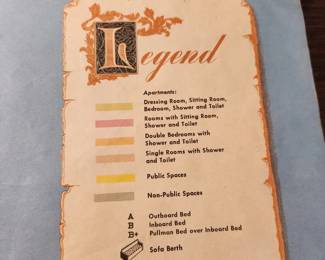 Legend
Apartments:
Dressing Room, Sitting Room,
Bedroom, Shower and Toilet
Rooms with Sitting Room,
Shower and Toilet
Double Bedrooms with
Shower and Toilet
Single Rooms with Shower
and Toilet
Public Spaces
Non-Public Spaces
A Outboard Bed
B Inboard Bed
B+ Pullman Bed over Inboard Bed
Sofa Berth